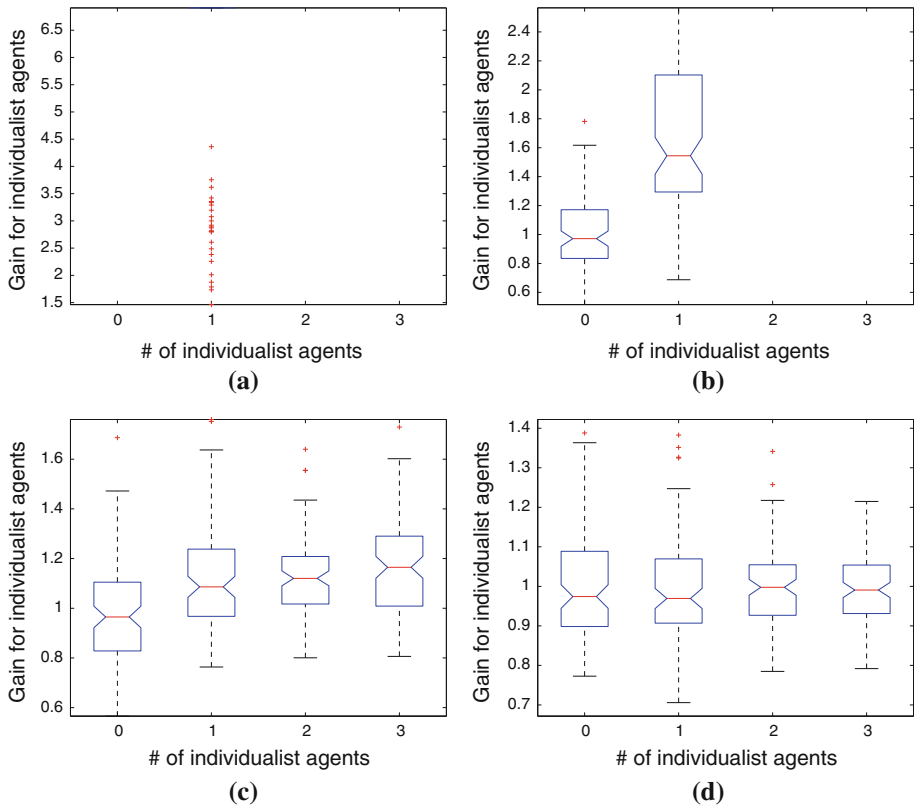 6.5
6
5.5
5
4.5
4
3.5
3
2.5
2
1.5
Gain for individualist agents
0 1 2 3
# of individualist agents
(a)
2.4
2.2
2
1.8
1.6
1.4
1.2
1
0.8
0.6
Gain for individualist agents
0 1 2 3
# of individualist agents
(b)
1.6
1.4
1.2
1
0.8
0.6
Gain for individualist agents
0 1 2 3
# of individualist agents
(c)
1.4
1.3
1.2
1.1
1
0.9
0.8
0.7
Gain for individualist agents
0 1 2 3
# of individualist agents
(d)